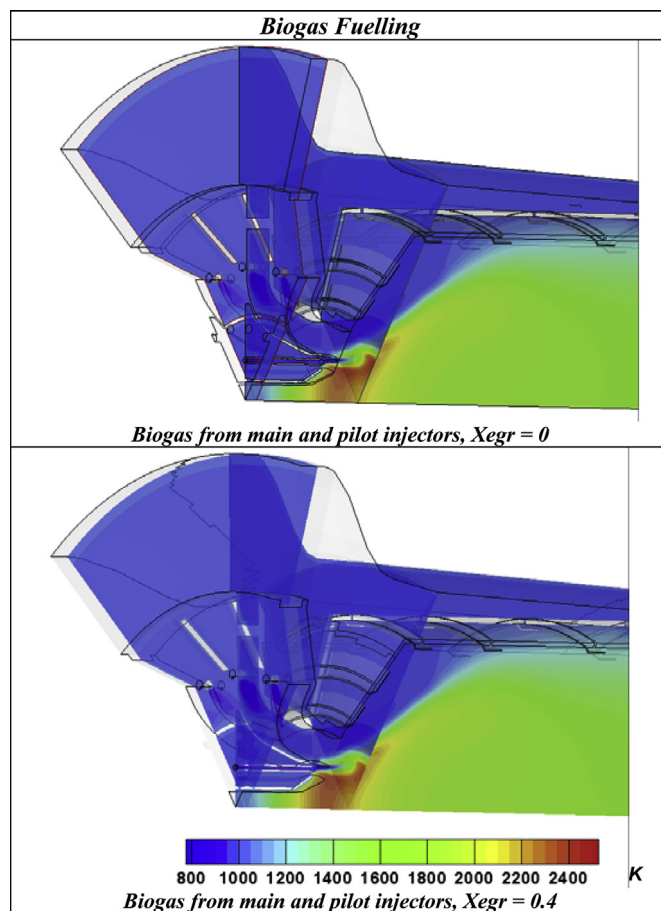 Biogas Fuelling
Biogas from main and pilot injectors, Xegr = 0
800 1000 1200 1400 1600 1800 2000 2200 2400 K
Biogas from main and pilot injectors, Xegr = 0.4